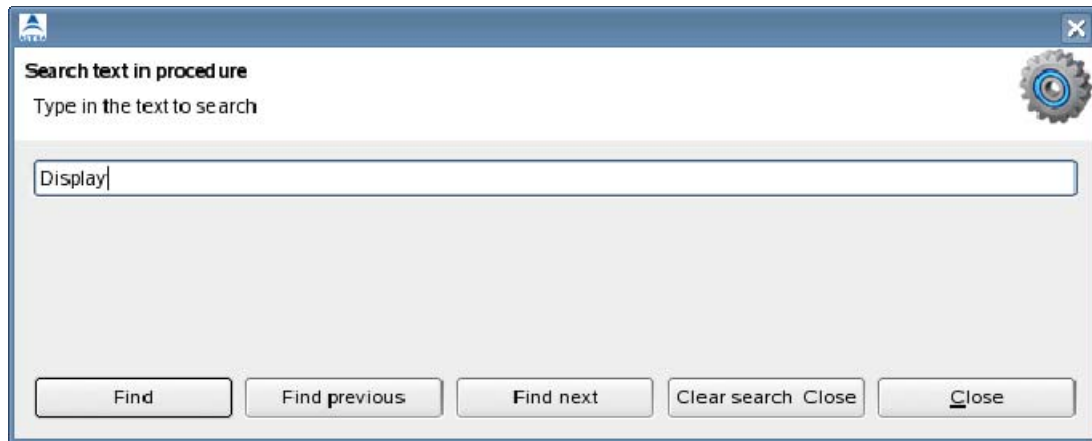 Search text in procedure
Type in the text to search
Display
Find
Find previous
Find next
Clear search Close
Close